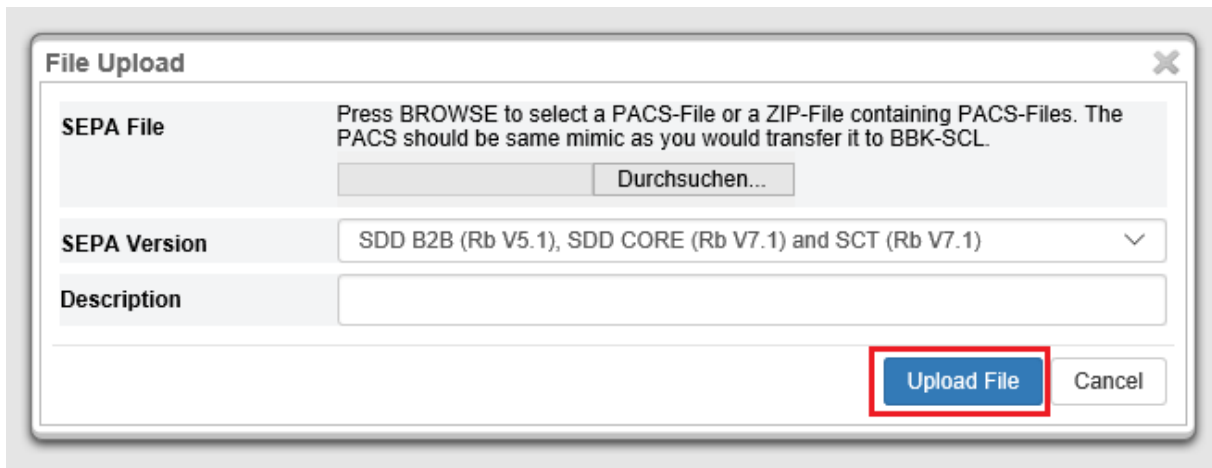 File Upload
SEPA File
Press BROWSE to select a PACS-File or a ZIP-File containing PACS-Files. The
PACS should be same mimic as you would transfer it to BBK-SCL.
Durchsuchen...
SEPA Version
SDD B2B (Rb V5.1), SDD CORE (Rb V7.1) and SCT (Rb V7.1)
Description
Upload File
Cancel